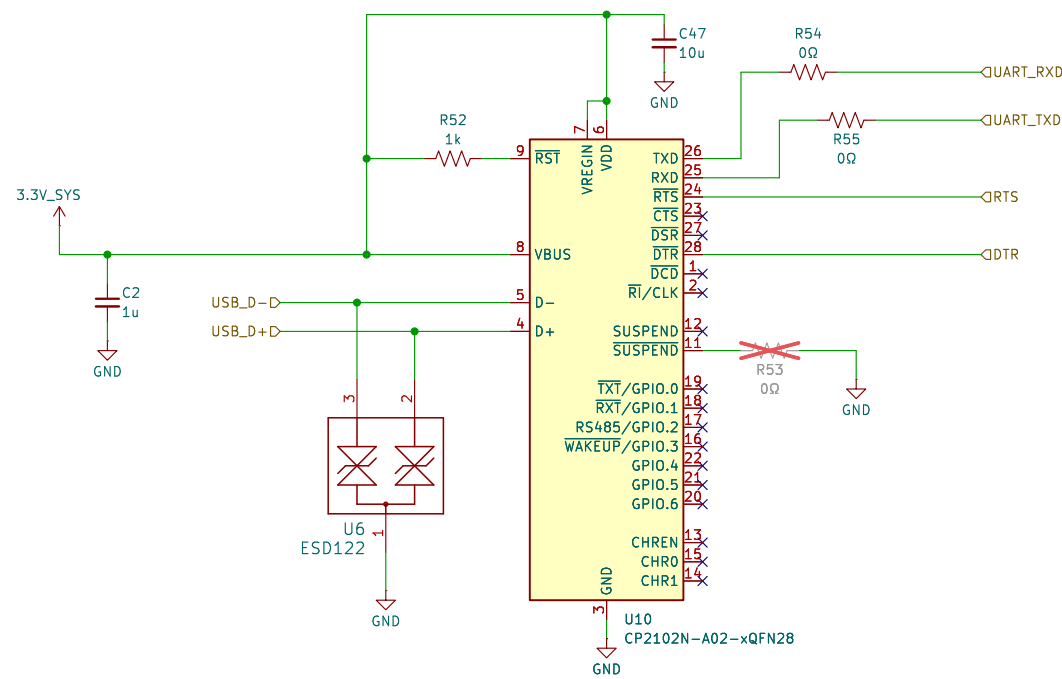 C47
10u
GND
R54
0Ω
UART_RXD
UART_TXD
R55
0Ω
R52
1k
3.3V_SYS
C2
1u
GND
USB_D-
USB_D+
3
2
1
U6
ESD122
GND
7
6
VREGIN
VDD
9
RST
8
VBUS
5
D-
4
D+
TXD
26
RXD
25
RTS
24
RTS
CTS
23
DSR
27
DTR
28
DTR
DCD
1
RI/CLK
2
SUSPEND
12
SUSPEND
11
R53
0Ω
GND
TXT/GPIO.0
19
RXT/GPIO.1
18
RS485/GPIO.2
17
WAKEUP/GPIO.3
16
GPIO.4
22
GPIO.5
21
GPIO.6
20
CHREN
13
CHR0
15
CHR1
14
GND
3
U10
CP2102N-A02-xQFN28
GND